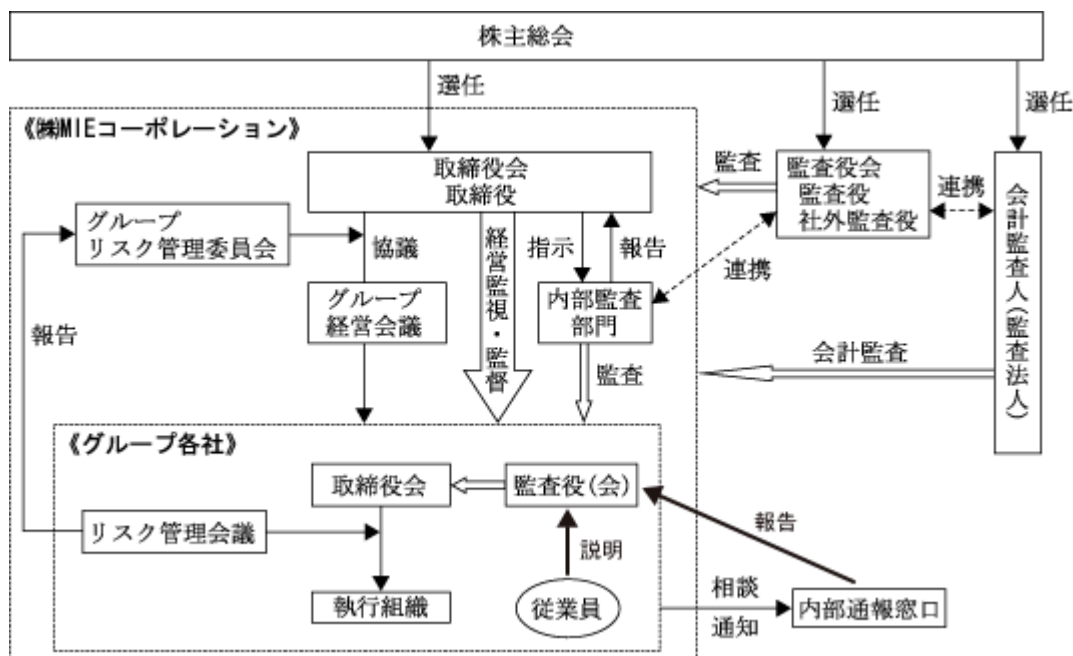 株主総会
選任
選任
選任
《㈱MIEコーポレーション》
取締役会
取締役
監査
監査役会
監査役
社外監査役
連携
会計監査人(監査法人)
グループ
リスク管理委員会
協議
経営監視・監督
指示
報告
連携
グループ
経営会議
内部監査
部門
報告
監査
会計監査
《グループ各社》
取締役会
監査役(会)
リスク管理会議
報告
説明
執行組織
従業員
相談
通知
内部通報窓口